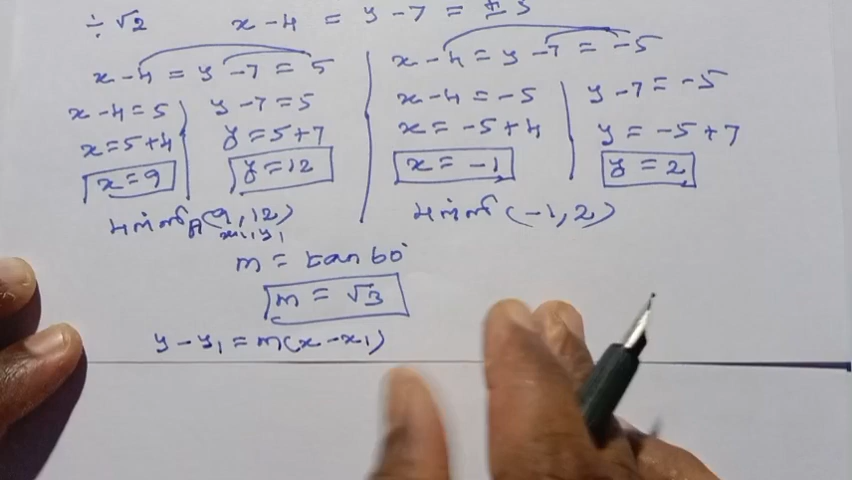 ÷ √2 x - 4 = y - 7 = ± 5
x - 4 = y - 7 = 5
x - 4 = 5
y - 7 = 5
x = 5 + 4
y = 5 + 7
x = 9
y = 12
(9, 12)
x₁, y₁
x - 4 = y - 7 = -5
x - 4 = -5
y - 7 = -5
x = -5 + 4
y = -5 + 7
x = -1
y = 2
(-1, 2)
m = tan 60°
m = √3
y - y₁ = m(x - x₁)